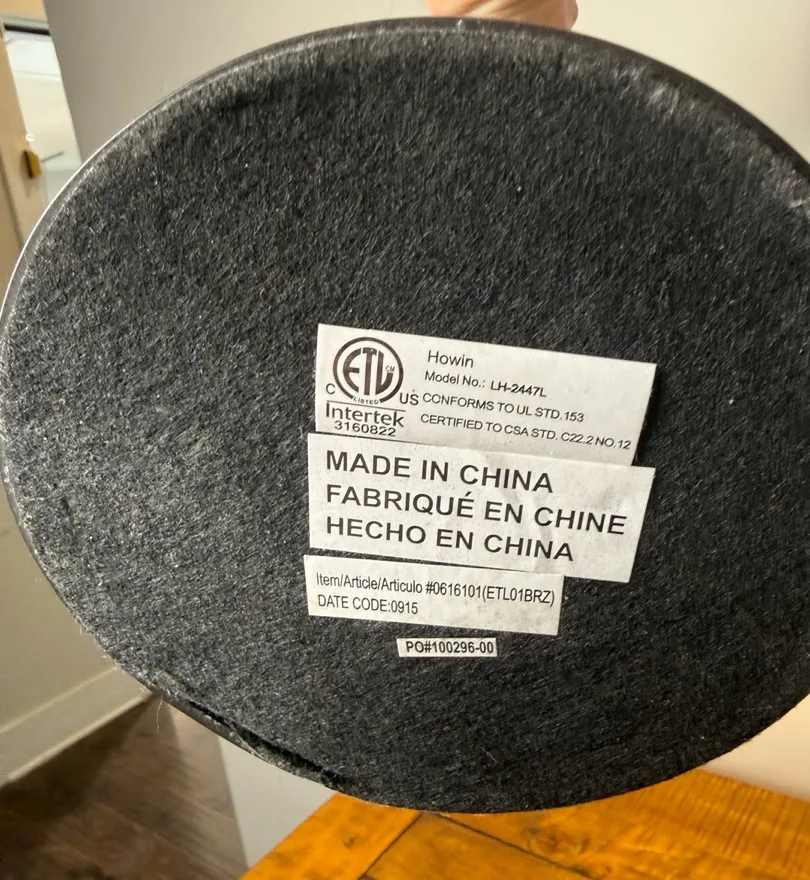 ETL CM
LISTED
C US
Intertek
3160822
Howin
Model No.: LH-2447L
CONFORMS TO UL STD.153
CERTIFIED TO CSA STD. C22.2 NO.12
MADE IN CHINA
FABRIQUÉ EN CHINE
HECHO EN CHINA
Item/Article/Articulo #0616101(ETL01BRZ)
DATE CODE:0915
PO#100296-00